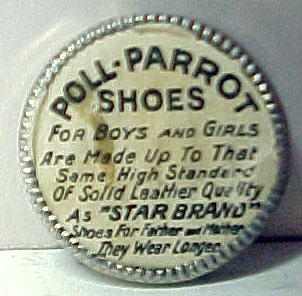 POLL-PARROT
SHOES
FOR BOYS AND GIRLS
Are Made Up To That
Same High Standard
Of Solid Leather Quality
As "STAR BRAND"
Shoes For Father and Mother
They Wear Longer